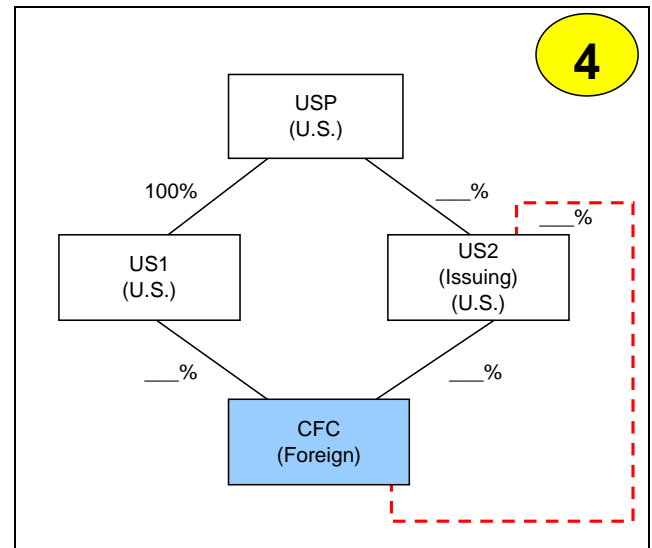 4
USP
(U.S.)
100%
___%
___%
US1
(U.S.)
US2
(Issuing)
(U.S.)
___%
___%
CFC
(Foreign)